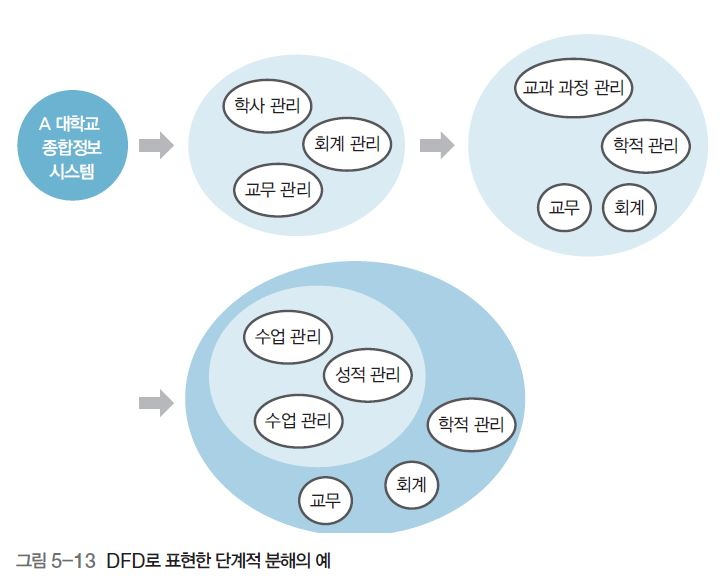 A 대학교
종합정보
시스템
학사 관리
회계 관리
교무 관리
교과 과정 관리
학적 관리
교무
회계
수업 관리
성적 관리
수업 관리
학적 관리
교무
회계
그림 5-13 DFD로 표현한 단계적 분해의 예